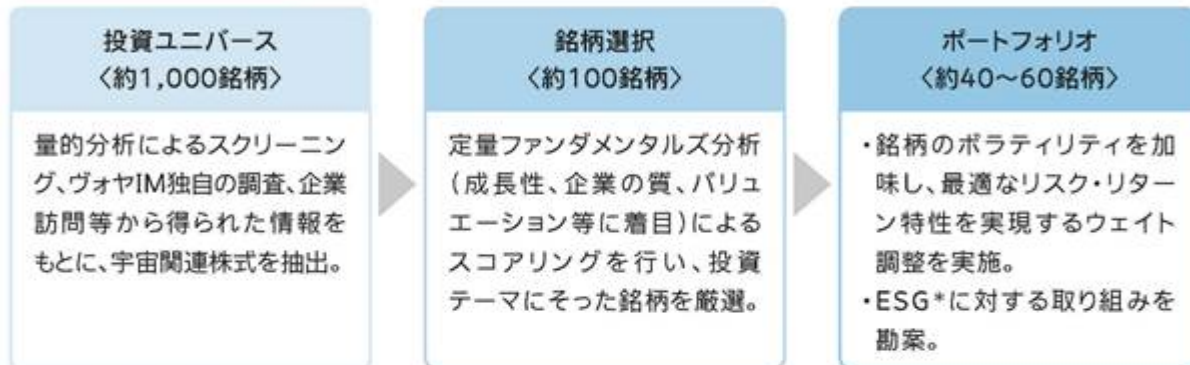 投資ユニバース
〈約1,000銘柄〉
量的分析によるスクリーニン
グ、ヴォヤIM独自の調査、企業
訪問等から得られた情報を
もとに、宇宙関連株式を抽出。
銘柄選択
〈約100銘柄〉
定量ファンダメンタルズ分析
(成長性、企業の質、バリュ
エーション等に着目)による
スコアリングを行い、投資
テーマにそった銘柄を厳選。
ポートフォリオ
〈約40～60銘柄〉
・銘柄のボラティリティを加
味し、最適なリスク・リター
ン特性を実現するウェイト
調整を実施。
・ESG*に対する取り組みを
勘案。